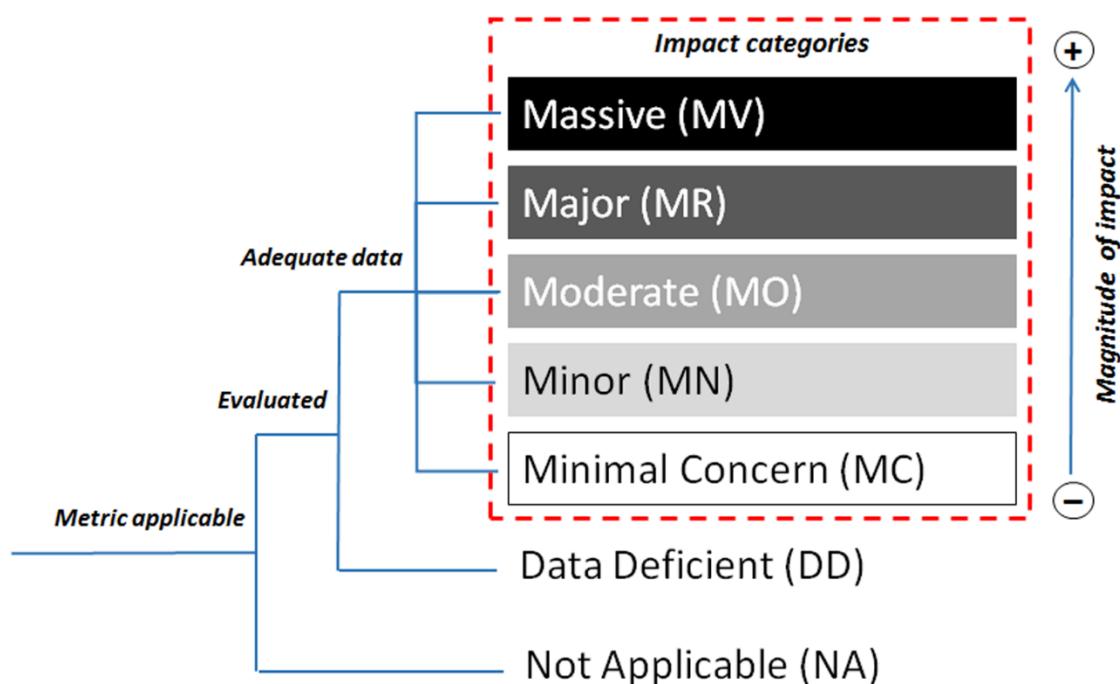 Impact categories
+
Massive (MV)
Major (MR)
Adequate data
Moderate (MO)
Magnitude of impact
Minor (MN)
Evaluated
Minimal Concern (MC)
−
Metric applicable
Data Deficient (DD)
Not Applicable (NA)